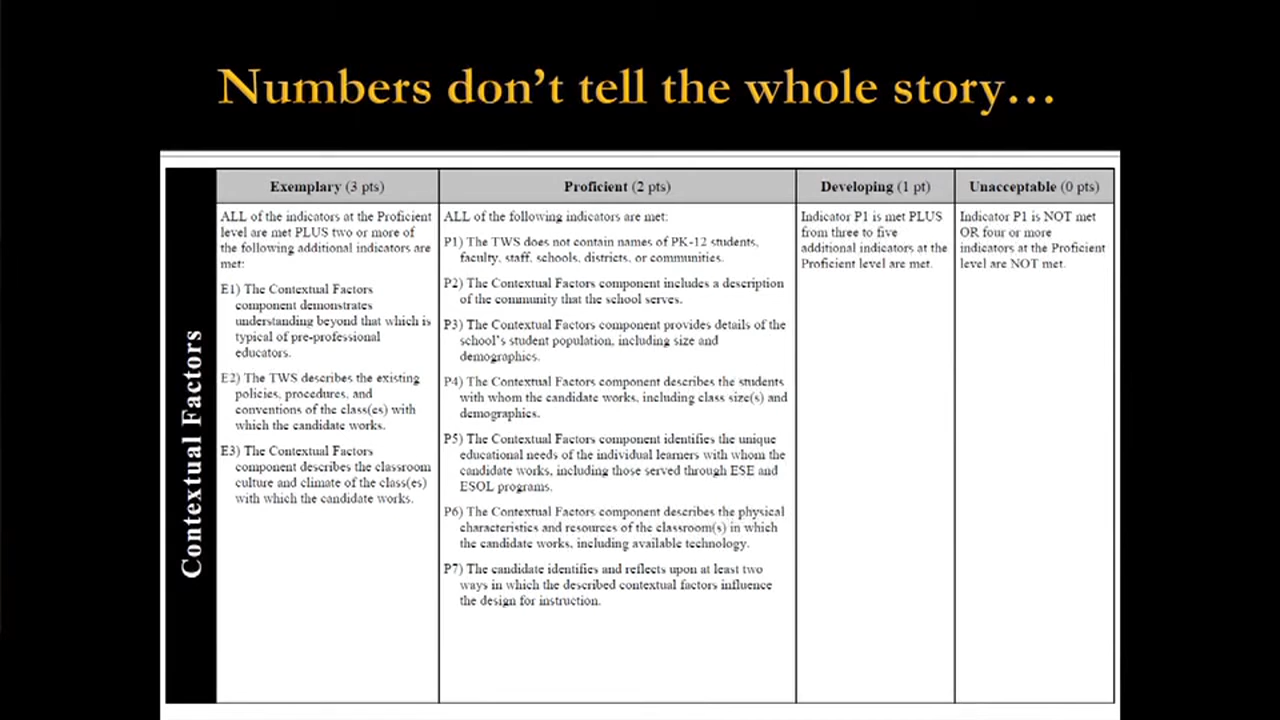 Numbers don't tell the whole story...
Contextual Factors
Exemplary (3 pts)
ALL of the indicators at the Proficient
level are met PLUS two or more of
the following additional indicators are
met:
E1) The Contextual Factors
component demonstrates
understanding beyond that which is
typical of pre-professional
educators.
E2) The TWS describes the existing
policies, procedures, and
conventions of the class(es) with
which the candidate works.
E3) The Contextual Factors
component describes the classroom
culture and climate of the class(es)
with which the candidate works.
Proficient (2 pts)
ALL of the following indicators are met:
P1) The TWS does not contain names of PK-12 students,
faculty, staff, schools, districts, or communities.
P2) The Contextual Factors component includes a description
of the community that the school serves.
P3) The Contextual Factors component provides details of the
school's student population, including size and
demographics.
P4) The Contextual Factors component describes the students
with whom the candidate works, including class size(s) and
demographics.
P5) The Contextual Factors component identifies the unique
educational needs of the individual learners with whom the
candidate works, including those served through ESE and
ESOL programs.
P6) The Contextual Factors component describes the physical
characteristics and resources of the classroom(s) in which
the candidate works, including available technology.
P7) The candidate identifies and reflects upon at least two
ways in which the described contextual factors influence
the design for instruction.
Developing (1 pt)
Indicator P1 is met PLUS
from three to five
additional indicators at the
Proficient level are met.
Unacceptable (0 pts)
Indicator P1 is NOT met
OR four or more
indicators at the Proficient
level are NOT met.